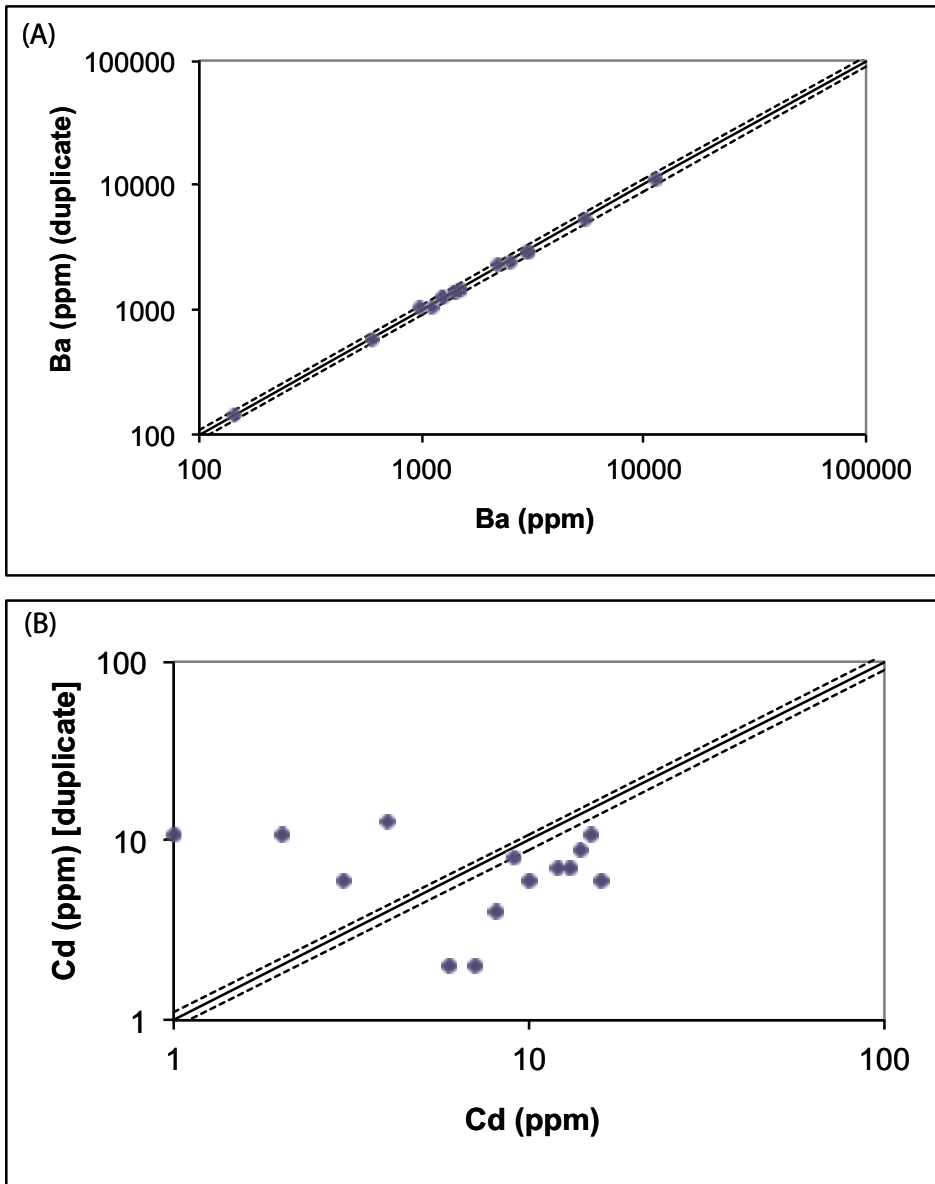 (A)
100000
10000
1000
100
Ba (ppm) (duplicate)
100 1000 10000 100000
Ba (ppm)
(B)
100
10
1
Cd (ppm) [duplicate]
1 10 100
Cd (ppm)